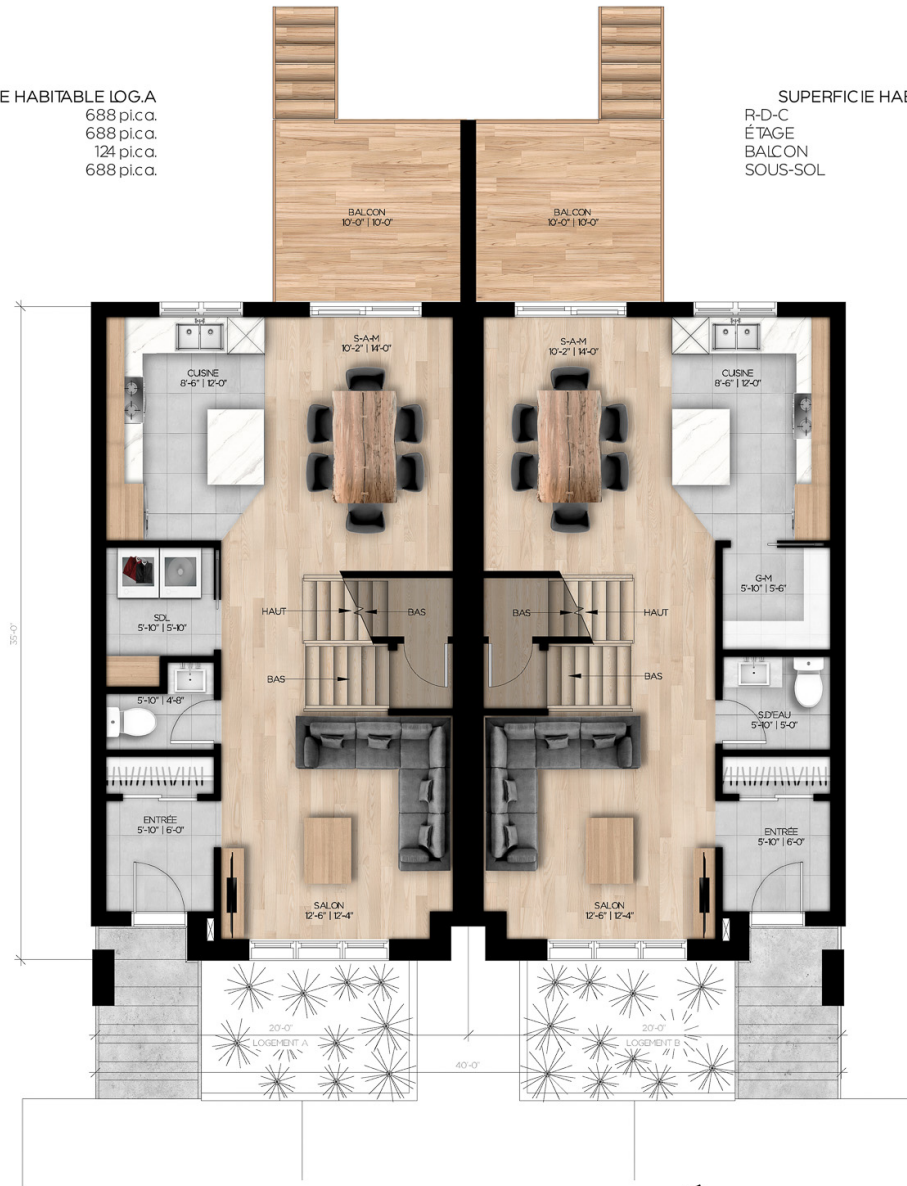 E HABITABLE LOG.A
688 pi.ca.
688 pi.ca.
124 pi.ca.
688 pi.ca.
SUPERFICIE HAB
R-D-C
ÉTAGE
BALCON
SOUS-SOL
BALCON
10'-0" | 10'-0"
BALCON
10'-0" | 10'-0"
S-A-M
10'-2" | 14'-0"
S-A-M
10'-2" | 14'-0"
CUISINE
8'-6" | 12'-0"
CUISINE
8'-6" | 12'-0"
35'-0"
SDL
5'-10" | 5'-10"
HAUT
BAS
BAS
HAUT
G-M
5'-10" | 5'-6"
BAS
BAS
5'-10" | 4'-8"
S.D'EAU
5'-10" | 5'-0"
ENTRÉE
5'-10" | 6'-0"
ENTRÉE
5'-10" | 6'-0"
SALON
12'-6" | 12'-4"
SALON
12'-6" | 12'-4"
20'-0"
LOGEMENT A
20'-0"
LOGEMENT B
40'-0"